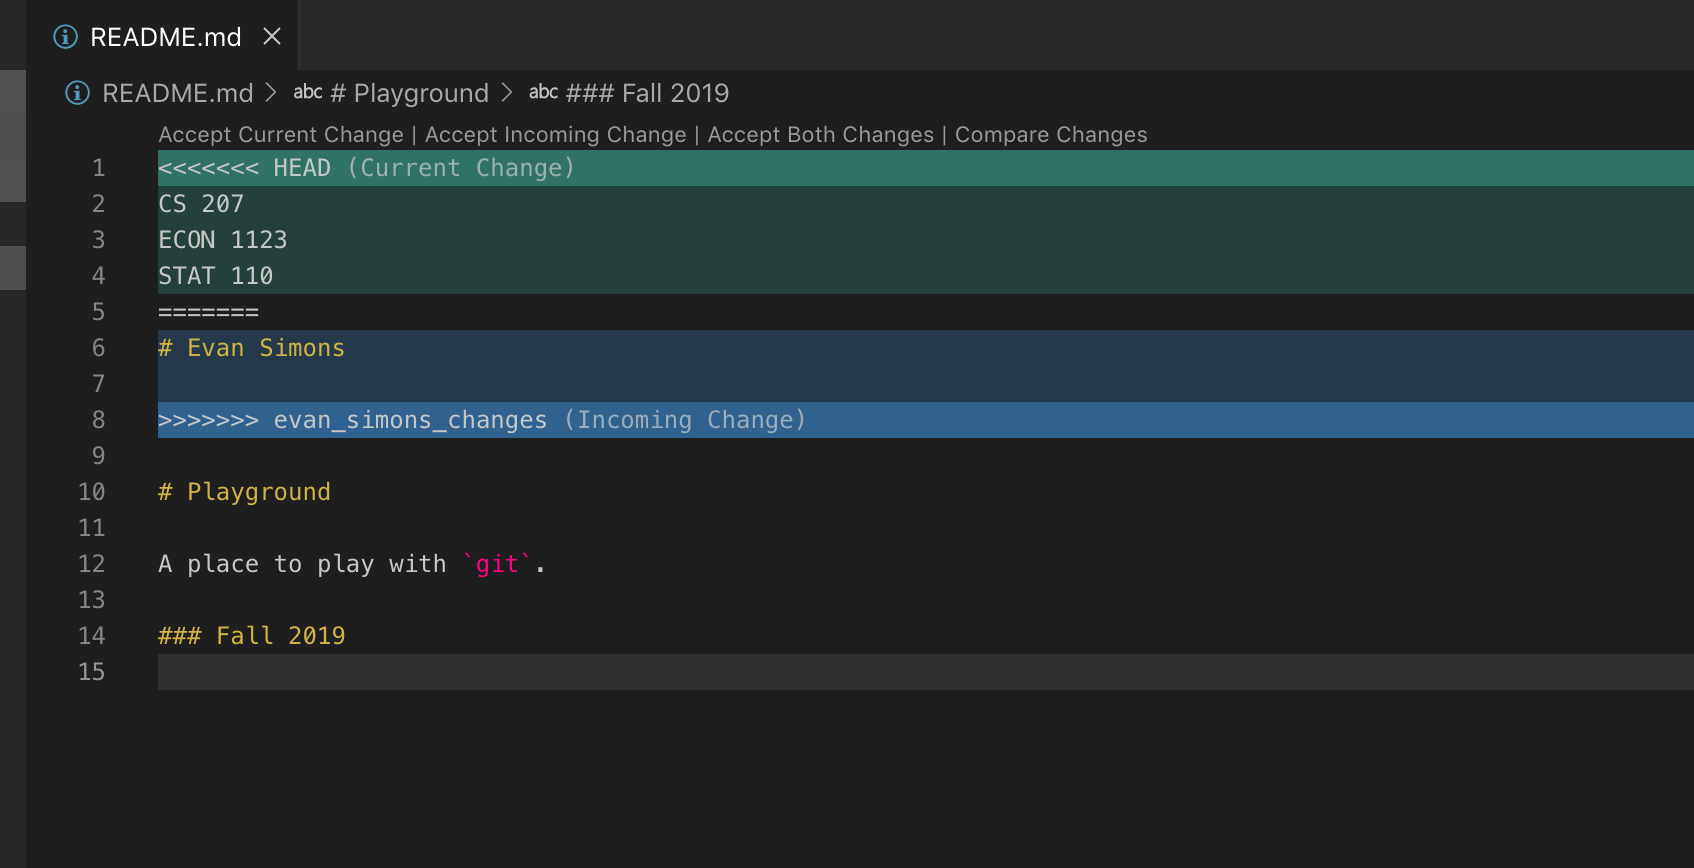 README.md
README.md > abc # Playground > abc ### Fall 2019
Accept Current Change | Accept Incoming Change | Accept Both Changes | Compare Changes
1 <<<<<<< HEAD (Current Change)
2 CS 207
3 ECON 1123
4 STAT 110
5 =======
6 # Evan Simons
7
8 >>>>>>> evan_simons_changes (Incoming Change)
9
10 # Playground
11
12 A place to play with `git`.
13
14 ### Fall 2019
15